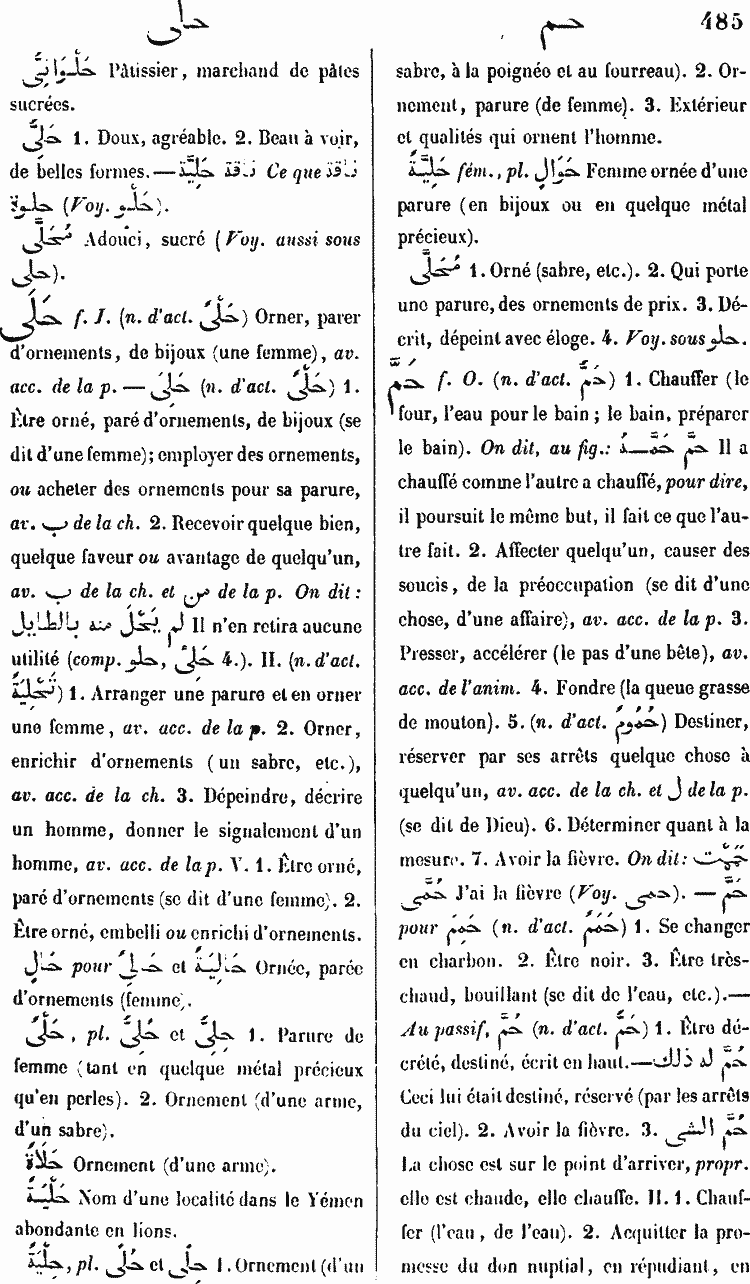 حلى
حم
485
حَلْوَانِىٌّ Pâtissier, marchand de pâtes
sucrées.
حَلِىٌّ 1. Doux, agréable. 2. Beau à voir,
de belles formes. — نَاقَةٌ حَلِيَّةٌ Ce que نَاقَةٌ
حلوة (Voy. حُلْو).
مُحَلًّى Adouci, sucré (Voy. aussi sous
حلى).
حَلَى f. I. (n. d'act. حَلْىٌ) Orner, parer
d'ornements, de bijoux (une femme), av.
acc. de la p. — حَلِىَ (n. d'act. حَلْىٌ) 1.
Être orné, paré d'ornements, de bijoux (se
dit d'une femme); employer des ornements,
ou acheter des ornements pour sa parure,
av. ب de la ch. 2. Recevoir quelque bien,
quelque faveur ou avantage de quelqu'un,
av. ب de la ch. et من de la p. On dit :
لم يَحْلَ منه بالطايل Il n'en retira aucune
utilité (comp. حلو, حَلِىَ 4.). II. (n. d'act.
تَحْلِيَةٌ) 1. Arranger une parure et en orner
une femme, av. acc. de la p. 2. Orner,
enrichir d'ornements (un sabre, etc.),
av. acc. de la ch. 3. Dépeindre, décrire
un homme, donner le signalement d'un
homme, av. acc. de la p. V. 1. Être orné,
paré d'ornements (se dit d'une femme). 2.
Être orné, embelli ou enrichi d'ornements.
حَالٍ pour حَالِىٌ et حَالِيَةٌ Ornée, parée
d'ornements (femme).
حَلْىٌ, pl. حُلِىٌّ et حِلِىٌّ 1. Parure de
femme (tant en quelque métal précieux
qu'en perles). 2. Ornement (d'une arme,
d'un sabre).
حَلَاةٌ Ornement (d'une arme).
حَلْيَةٌ Nom d'une localité dans le Yémen
abondante en lions.
حِلْيَةٌ, pl. حُلًى et حِلًى 1. Ornement (d'un
sabre, à la poignée et au fourreau). 2. Or-
nement, parure (de femme). 3. Extérieur
et qualités qui ornent l'homme.
حَالِيَةٌ fém., pl. حَوَالٍ Femme ornée d'une
parure (en bijoux ou en quelque métal
précieux).
مُحَلًّى 1. Orné (sabre, etc.). 2. Qui porte
une parure, des ornements de prix. 3. Dé-
crit, dépeint avec éloge. 4. Voy. sous حلو.
حَمَّ f. O. (n. d'act. حَمٌّ) 1. Chauffer (le
four, l'eau pour le bain; le bain, préparer
le bain). On dit, au fig.: حَمَّ حَمَّهُ Il a
chauffé comme l'autre a chauffé, pour dire,
il poursuit le même but, il fait ce que l'au-
tre fait. 2. Affecter quelqu'un, causer des
soucis, de la préoccupation (se dit d'une
chose, d'une affaire), av. acc. de la p. 3.
Presser, accélérer (le pas d'une bête), av.
acc. de l'anim. 4. Fondre (la queue grasse
de mouton). 5. (n. d'act. حُمُومٌ) Destiner,
réserver par ses arrêts quelque chose à
quelqu'un, av. acc. de la ch. et ل de la p.
(se dit de Dieu). 6. Déterminer quant à la
mesure. 7. Avoir la fièvre. On dit:
حُمَّى J'ai la fièvre (Voy. حمى). — حَمَّ
pour حَمِمَ (n. d'act. حَمَمٌ) 1. Se changer
en charbon. 2. Être noir. 3. Être très-
chaud, bouillant (se dit de l'eau, etc.). —
Au passif, حُمَّ (n. d'act. حَمٌّ) 1. Être dé-
crété, destiné, écrit en haut. — حُمَّ له ذلك
Ceci lui était destiné, réservé (par les arrêts
du ciel). 2. Avoir la fièvre. 3. حُمَّ الشى
La chose est sur le point d'arriver, propr.
elle est chaude, elle chauffe. II. 1. Chauf-
fer (l'eau, de l'eau). 2. Acquitter la pro-
messe du don nuptial, en répudiant, en